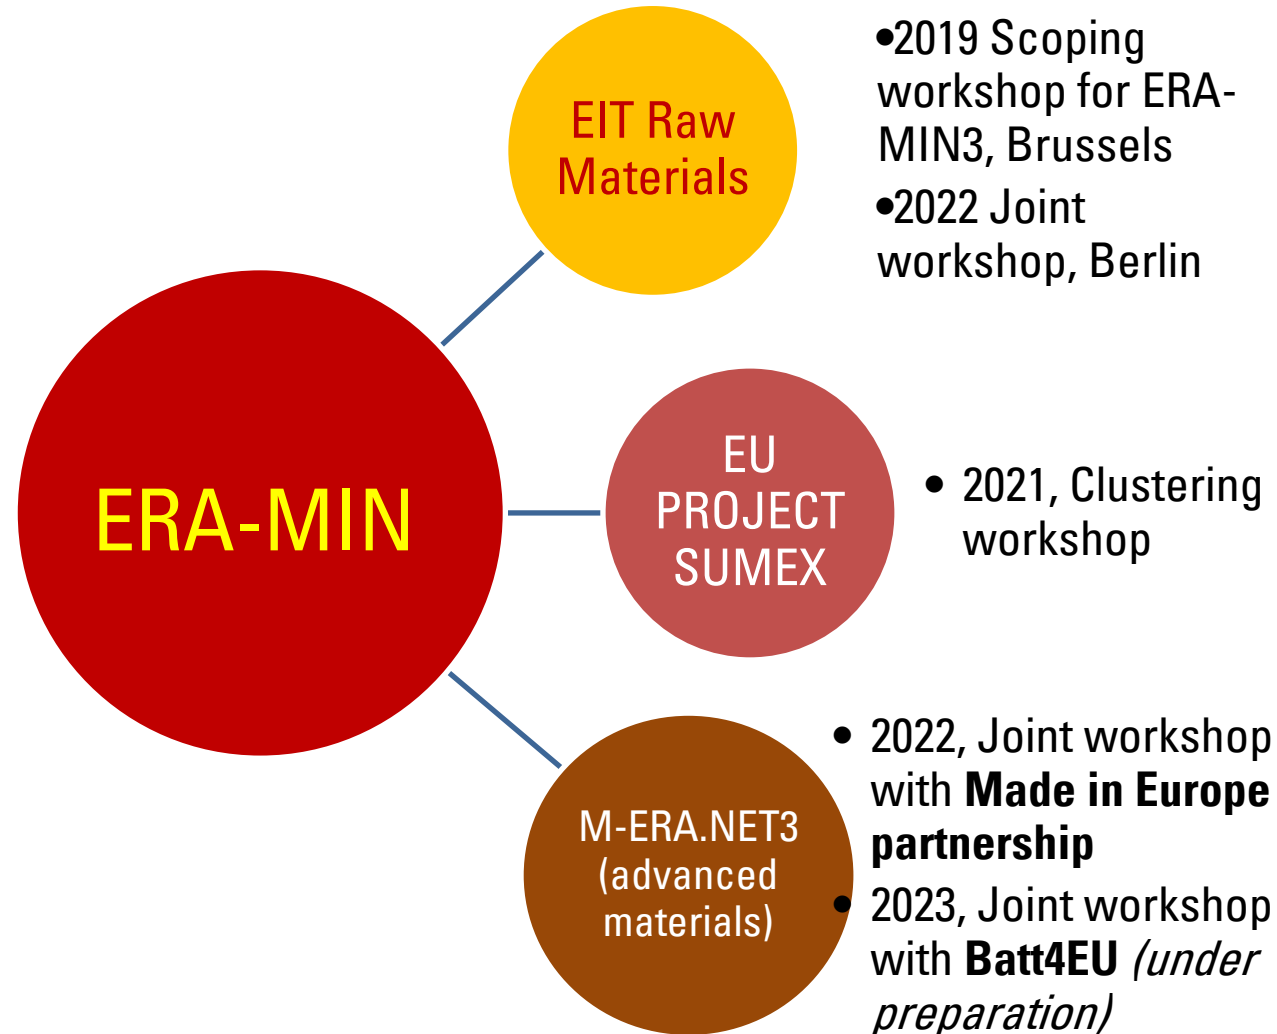 EIT Raw
Materials
•2019 Scoping
workshop for ERA-
MIN3, Brussels
•2022 Joint
workshop, Berlin
ERA-MIN
EU
PROJECT
SUMEX
• 2021, Clustering
workshop
M-ERA.NET3
(advanced
materials)
• 2022, Joint workshop
with Made in Europe
partnership
• 2023, Joint workshop
with Batt4EU (under
preparation)